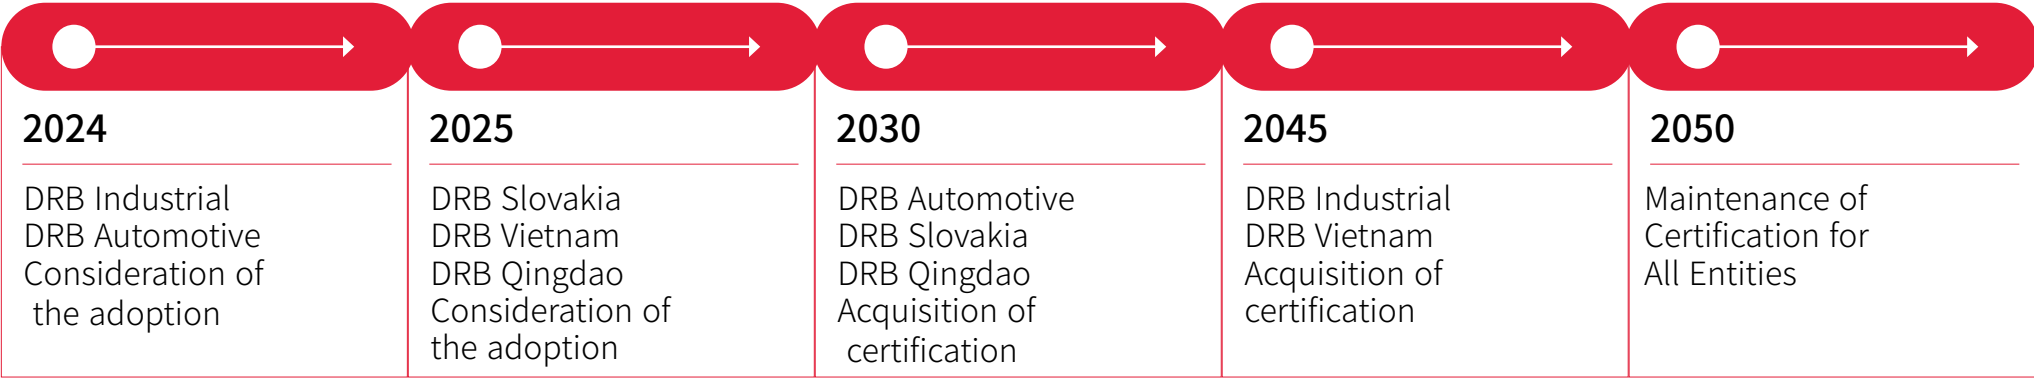 2024
DRB Industrial
DRB Automotive
Consideration of
the adoption
2025
DRB Slovakia
DRB Vietnam
DRB Qingdao
Consideration of
the adoption
2030
DRB Automotive
DRB Slovakia
DRB Qingdao
Acquisition of
certification
2045
DRB Industrial
DRB Vietnam
Acquisition of
certification
2050
Maintenance of
Certification for
All Entities